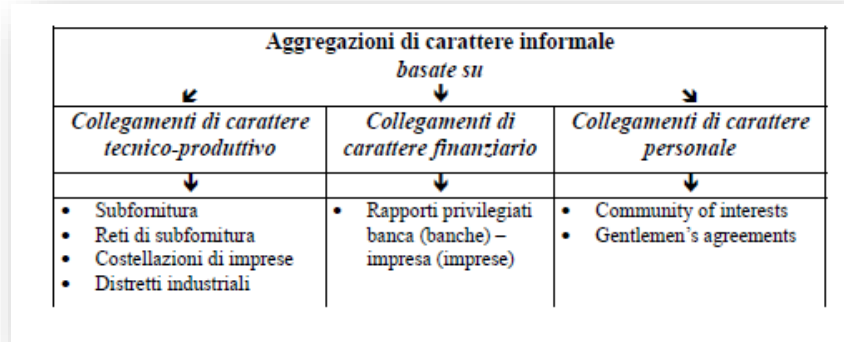 Aggregazioni di carattere informale
basate su
Collegamenti di carattere
tecnico-produttivo
Collegamenti di
carattere finanziario
Collegamenti di carattere
personale
• Subfornitura
• Reti di subfornitura
• Costellazioni di imprese
• Distretti industriali
• Rapporti privilegiati
banca (banche) –
impresa (imprese)
• Community of interests
• Gentlemen's agreements